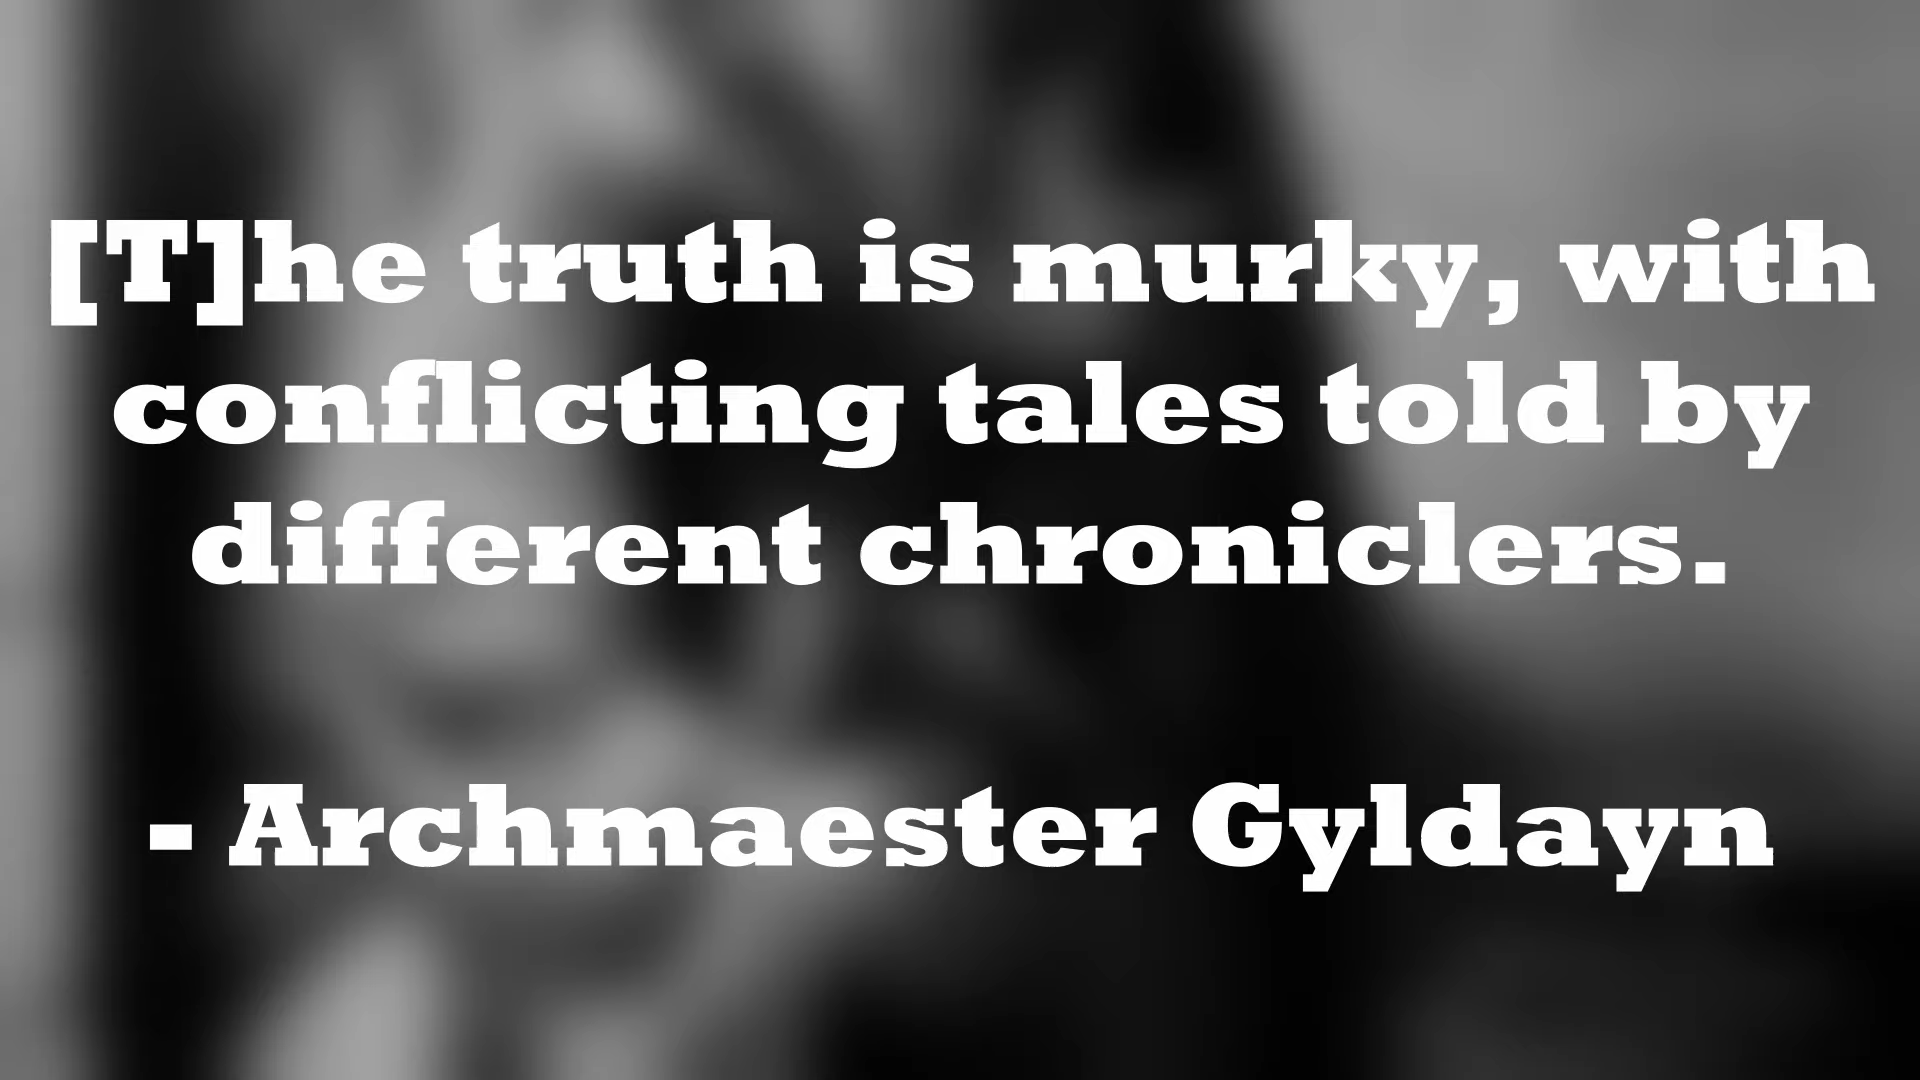 [T]he truth is murky, with
conflicting tales told by
different chroniclers.
- Archmaester Gyldayn